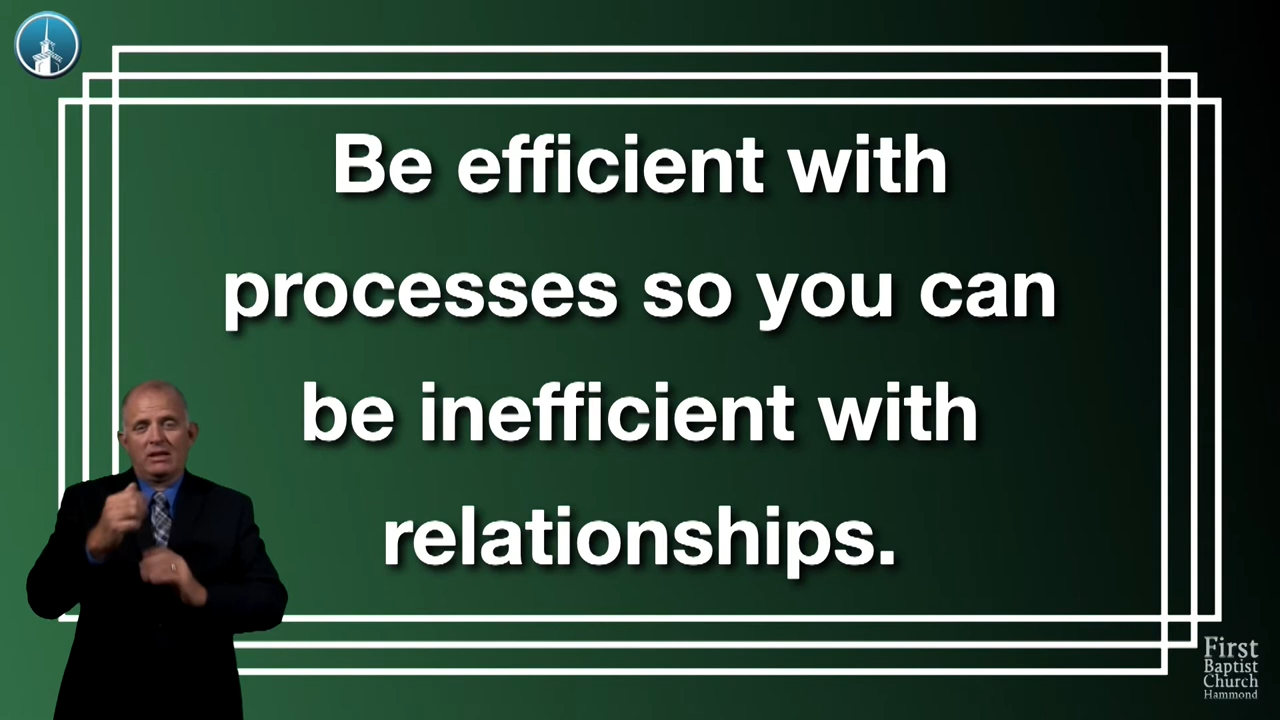 Be efficient with
processes so you can
be inefficient with
relationships.
First
Baptist
Church
Hammond